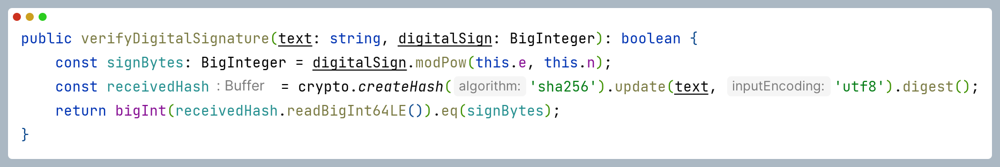 public verifyDigitalSignature(text: string, digitalSign: BigInteger): boolean {
    const signBytes: BigInteger = digitalSign.modPow(this.e, this.n);
    const receivedHash : Buffer  = crypto.createHash( algorithm: 'sha256').update(text, inputEncoding: 'utf8').digest();
    return bigInt(receivedHash.readBigInt64LE()).eq(signBytes);
}